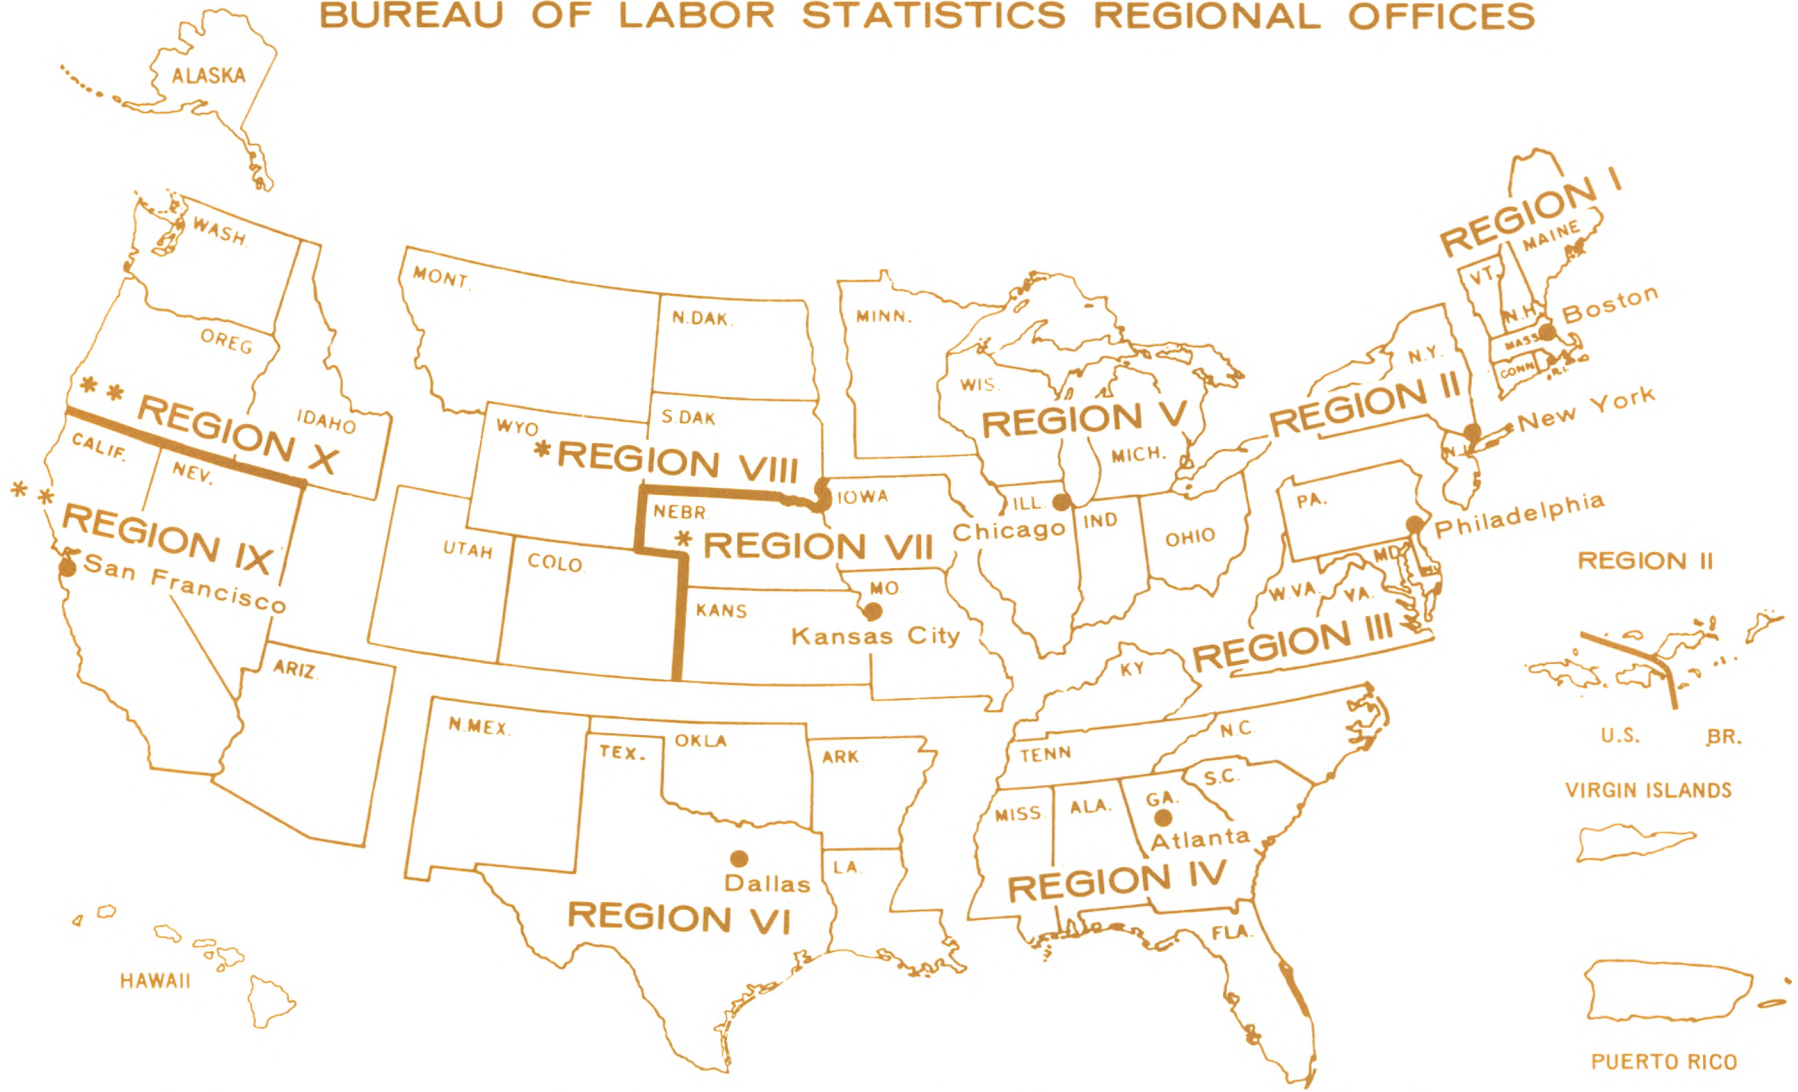 BUREAU OF LABOR STATISTICS REGIONAL OFFICES
ALASKA
REGION I
MAINE
WASH.
VT.
MONT.
N.H.
Boston
N.DAK.
MINN.
OREG.
MASS.
N.Y.
CONN.
R.I.
WIS.
** REGION X
IDAHO
S.DAK.
REGION V
REGION II
New York
WYO.
CALIF.
*REGION VIII
MICH.
N.J.
NEV.
** REGION IX
NEBR.
IOWA
ILL.
Chicago
IND.
OHIO
PA.
Philadelphia
* REGION VII
UTAH
COLO.
MD.
REGION II
San Francisco
KANS.
MO.
Kansas City
W.VA.
VA.
REGION III
ARIZ.
KY.
N.MEX.
TEX.
OKLA.
ARK.
TENN.
N.C.
U.S.
BR.
VIRGIN ISLANDS
S.C.
MISS.
ALA.
GA.
Atlanta
Dallas
LA.
REGION IV
REGION VI
FLA.
HAWAII
PUERTO RICO